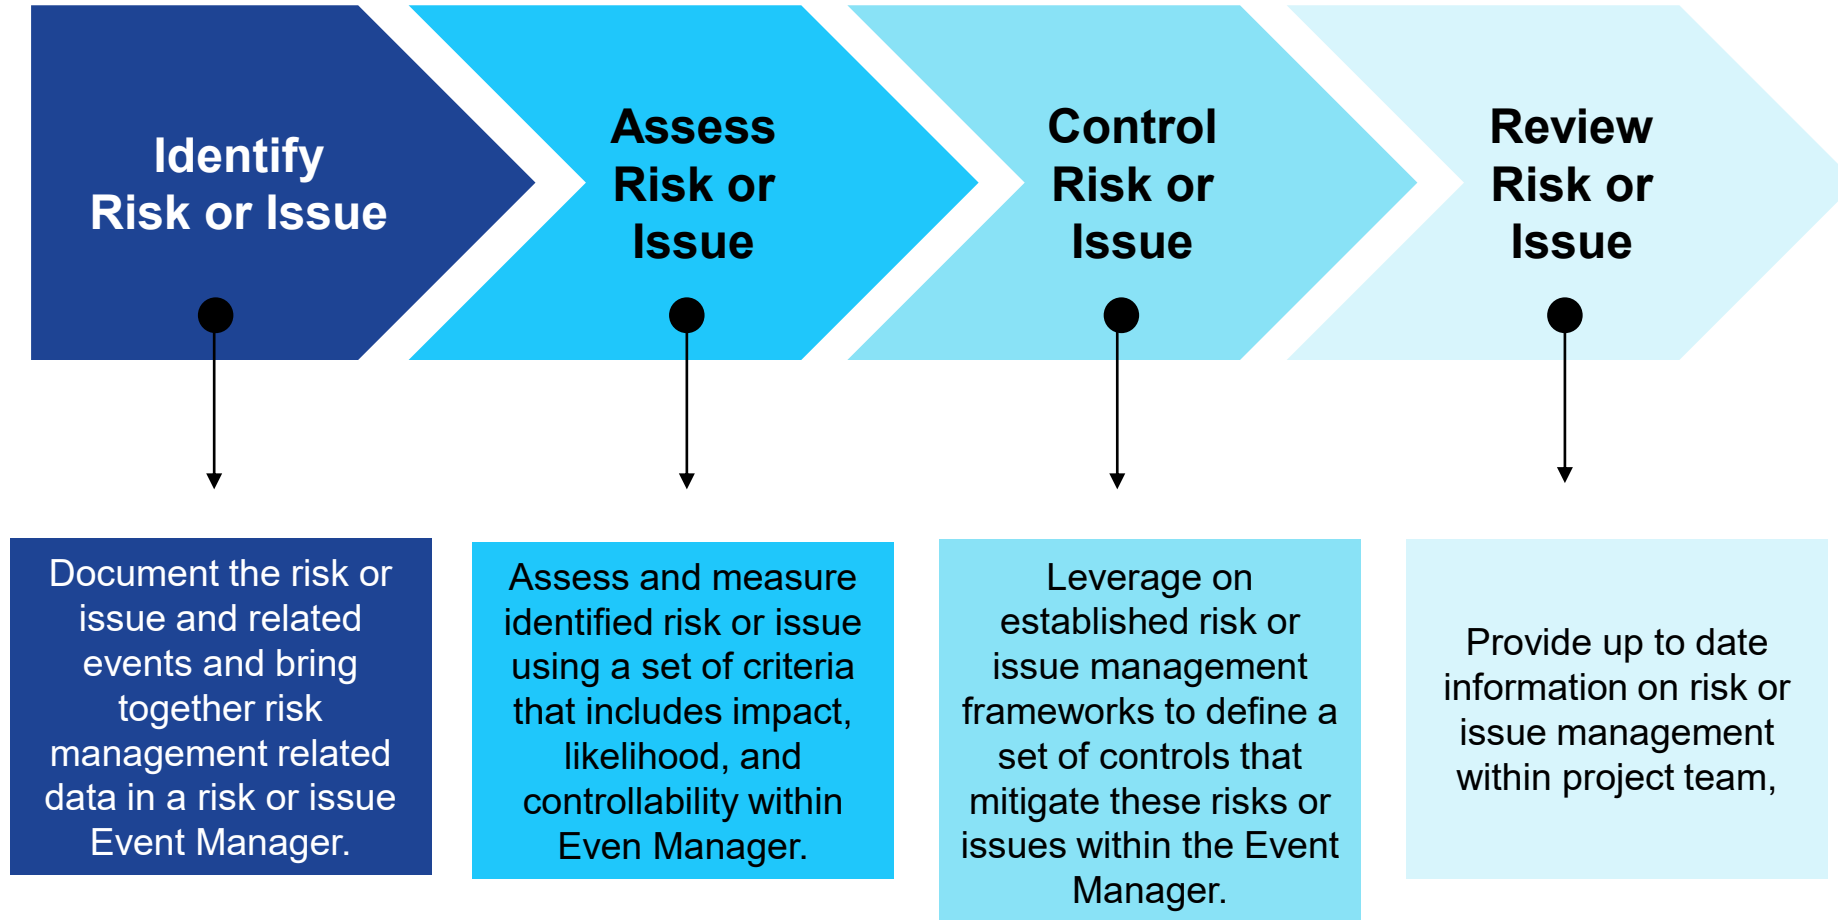 Identify
Risk or Issue
Assess
Risk or
Issue
Control
Risk or
Issue
Review
Risk or
Issue
Document the risk or
issue and related
events and bring
together risk
management related
data in a risk or issue
Event Manager.
Assess and measure
identified risk or issue
using a set of criteria
that includes impact,
likelihood, and
controllability within
Even Manager.
Leverage on
established risk or
issue management
frameworks to define a
set of controls that
mitigate these risks or
issues within the Event
Manager.
Provide up to date
information on risk or
issue management
within project team,